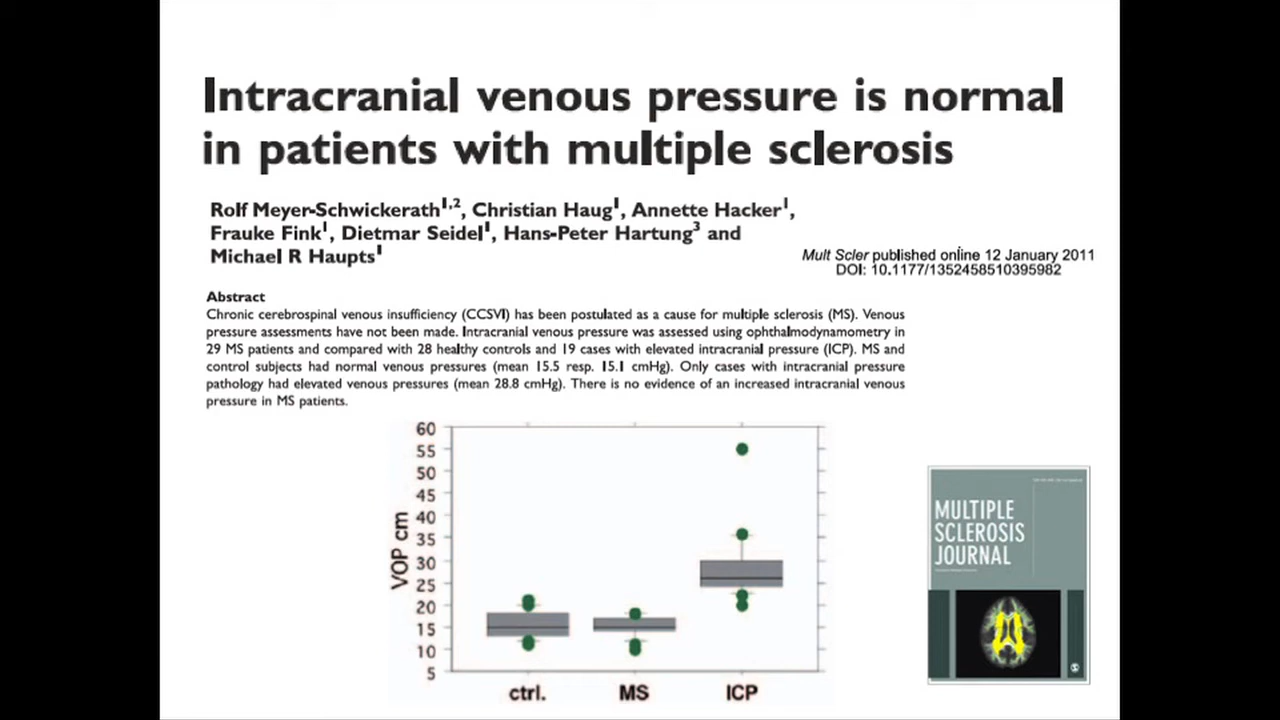 Intracranial venous pressure is normal
in patients with multiple sclerosis
Rolf Meyer-Schwickerath1,2, Christian Haug1, Annette Hacker1,
Frauke Fink1, Dietmar Seidel1, Hans-Peter Hartung3 and
Michael R Haupts1
Mult Scler published online 12 January 2011
DOI: 10.1177/1352458510395982
Abstract
Chronic cerebrospinal venous insufficiency (CCSVI) has been postulated as a cause for multiple sclerosis (MS). Venous
pressure assessments have not been made. Intracranial venous pressure was assessed using ophthalmodynamometry in
29 MS patients and compared with 28 healthy controls and 19 cases with elevated intracranial pressure (ICP). MS and
control subjects had normal venous pressures (mean 15.5 resp. 15.1 cmHg). Only cases with intracranial pressure
pathology had elevated venous pressures (mean 28.8 cmHg). There is no evidence of an increased intracranial venous
pressure in MS patients.
60
55
50
45
40
35
30
25
20
15
10
5
VOP cm
ctrl.
MS
ICP
MULTIPLE
SCLEROSIS
JOURNAL